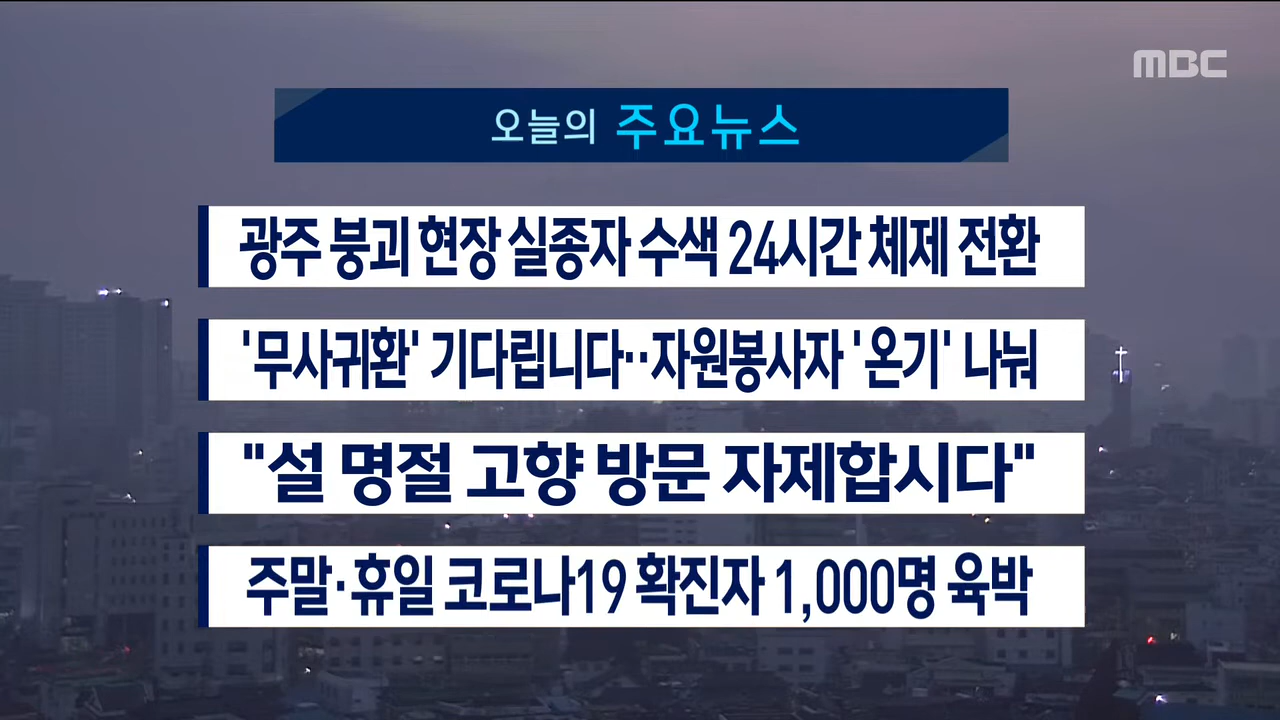 MBC
오늘의 주요뉴스
광주 붕괴 현장 실종자 수색 24시간 체제 전환
'무사귀환' 기다립니다‥자원봉사자 '온기' 나눠
"설 명절 고향 방문 자제합시다"
주말·휴일 코로나19 확진자 1,000명 육박